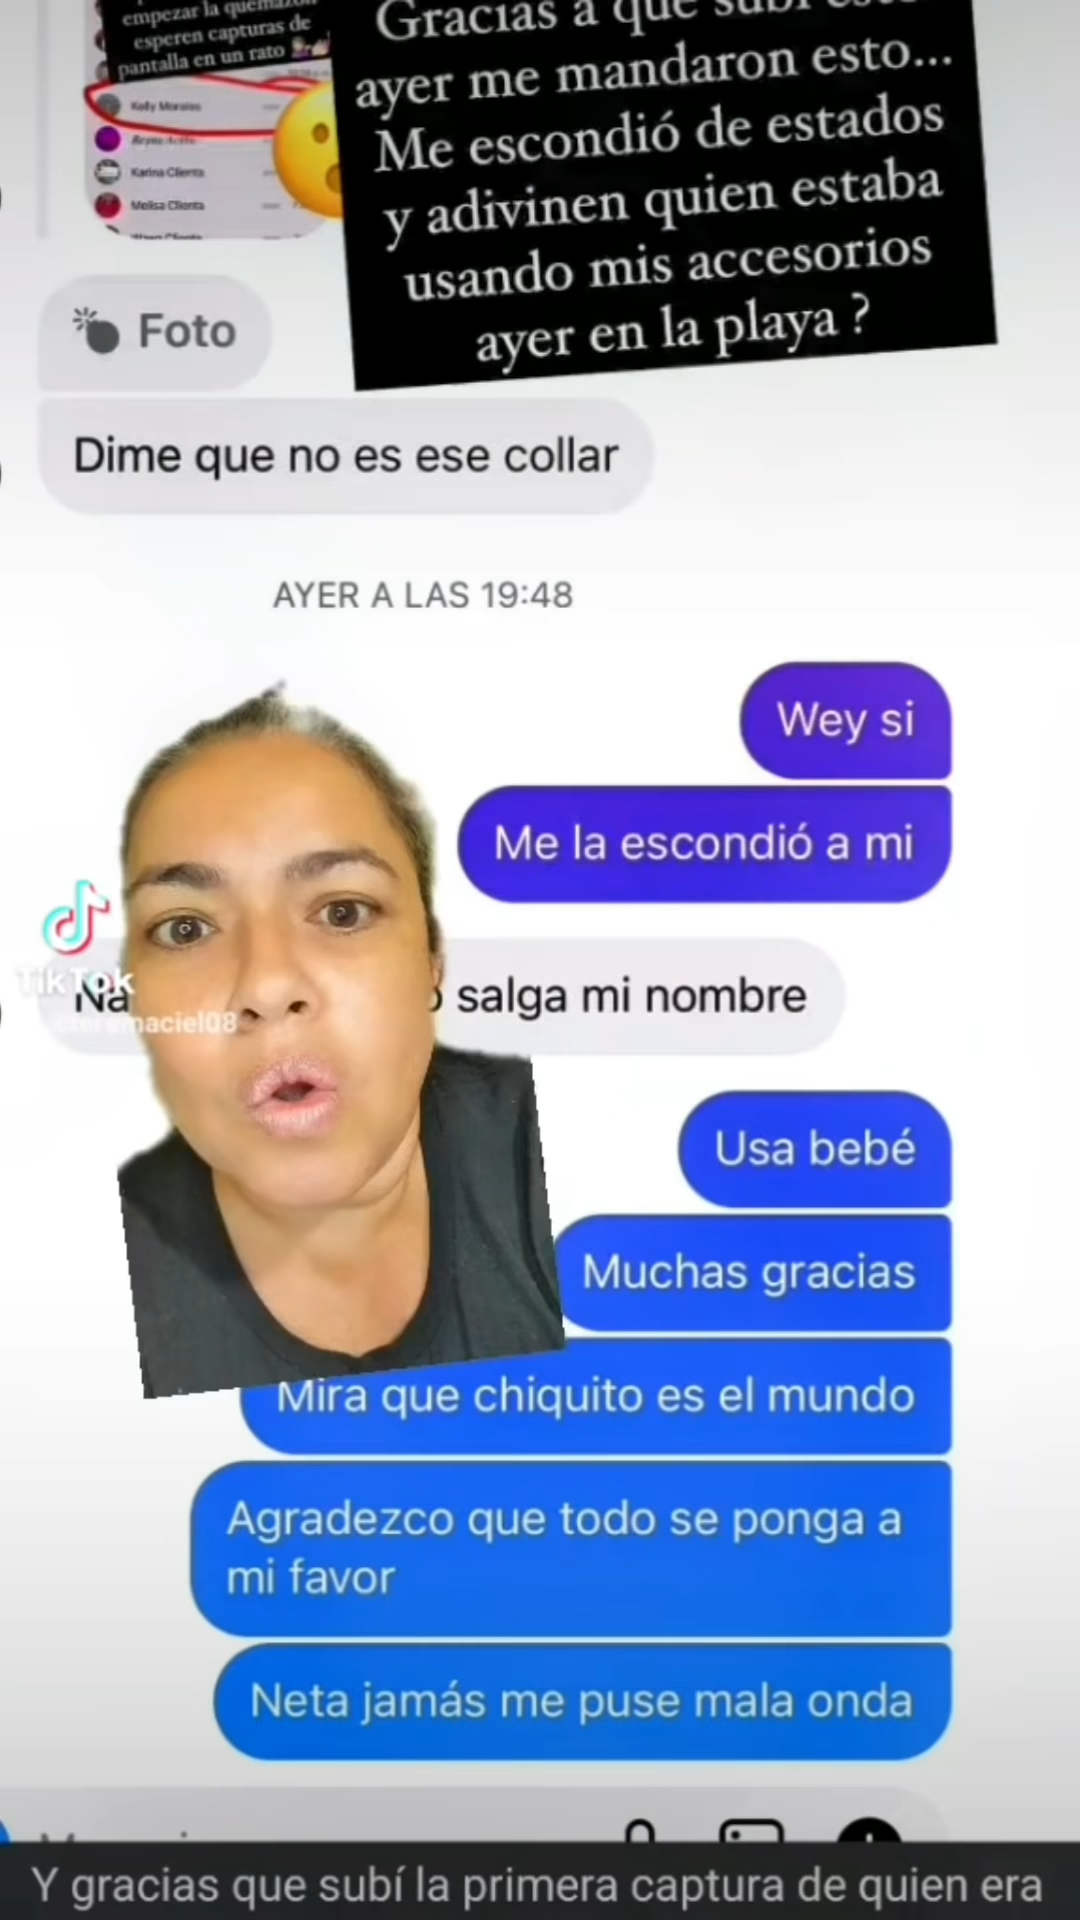 empezar la quemazón
esperen capturas de
pantalla en un rato
Kelly Morales
Karina Clienta
Melisa Clienta
Gracias a que subí
ayer me mandaron esto...
Me escondió de estados
y adivinen quien estaba
usando mis accesorios
ayer en la playa ?
Foto
Dime que no es ese collar
AYER A LAS 19:48
Wey si
Me la escondió a mi
Na
salga mi nombre
TikTok
Usa bebé
Muchas gracias
Mira que chiquito es el mundo
Agradezco que todo se ponga a
mi favor
Neta jamás me puse mala onda
Y gracias que subí la primera captura de quien era